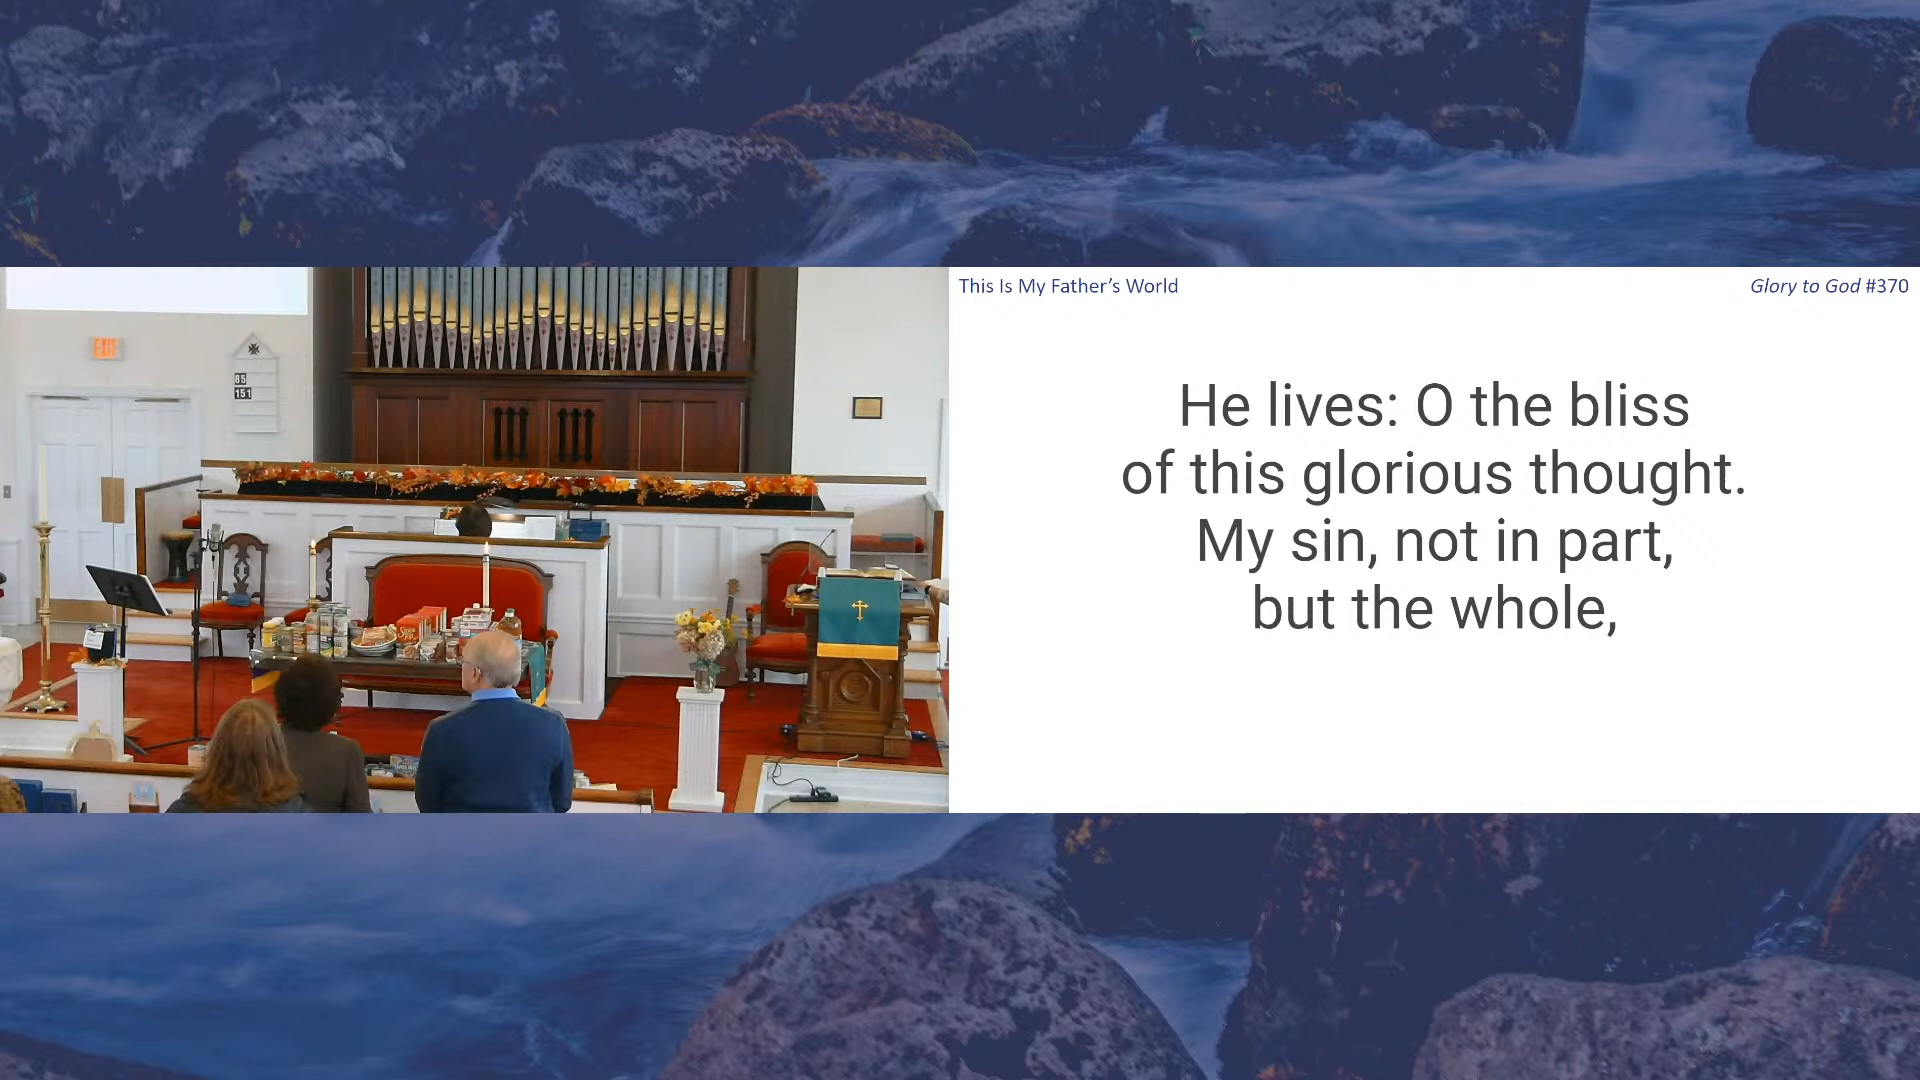 This Is My Father's World
Glory to God #370
He lives: O the bliss
of this glorious thought.
My sin, not in part,
but the whole,
EXIT
85
151